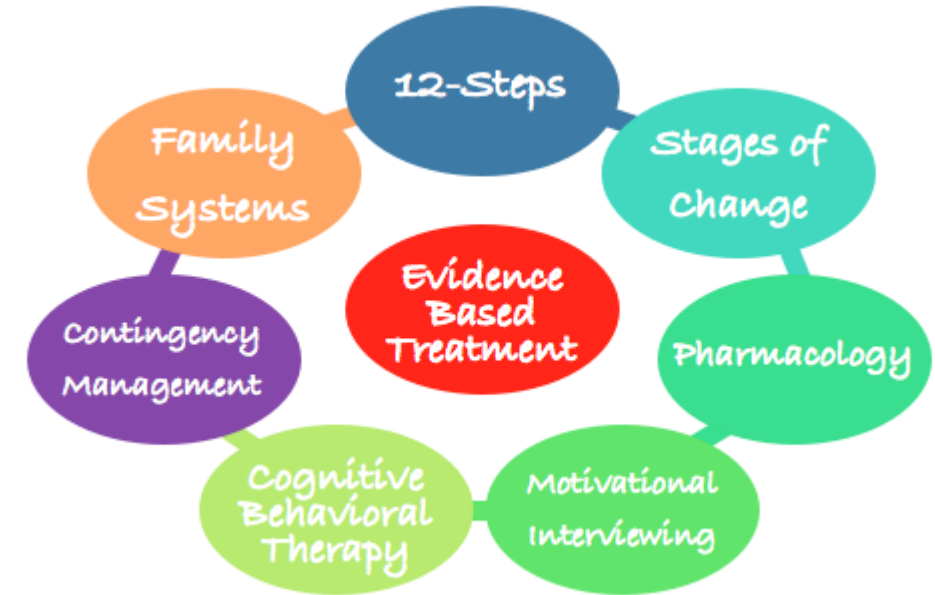 12-Steps
Family
Systems
Stages of
Change
Evidence
Based
Treatment
Contingency
Management
Pharmacology
Cognitive
Behavioral
Therapy
Motivational
Interviewing